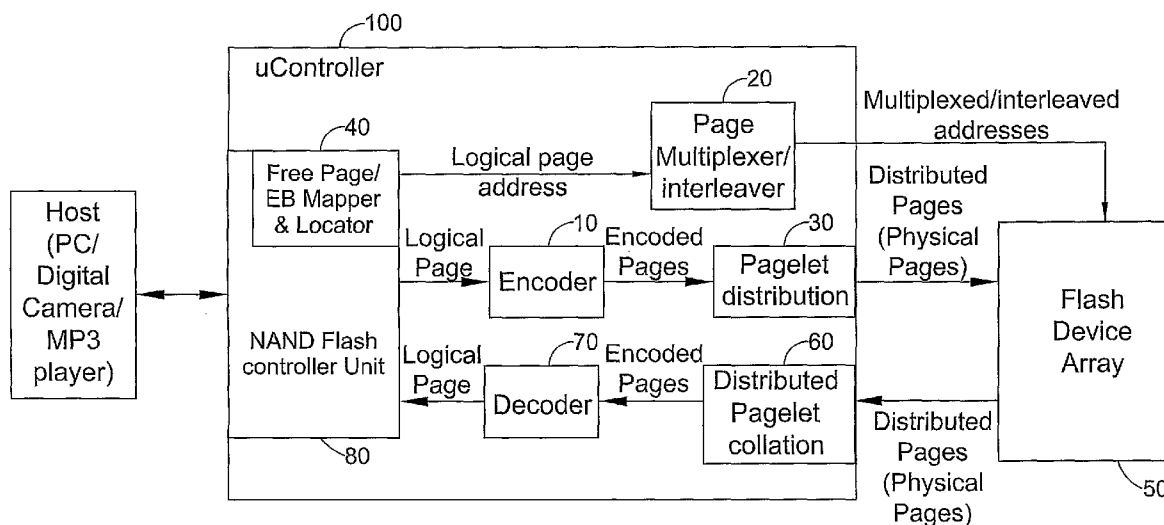 100
uController
20
Page
Multiplexer/
interleaver
Multiplexed/interleaved
addresses
40
Free Page/
EB Mapper
& Locator
Logical page
address
Host
(PC/
Digital
Camera/
MP3
player)
NAND Flash
controller Unit
80
Logical
Page
10
Encoder
Encoded
Pages
30
Pagelet
distribution
Distributed
Pages
(Physical
Pages)
Flash
Device
Array
50
Logical
Page
70
Decoder
Encoded
Pages
60
Distributed
Pagelet
collation
Distributed
Pages
(Physical
Pages)